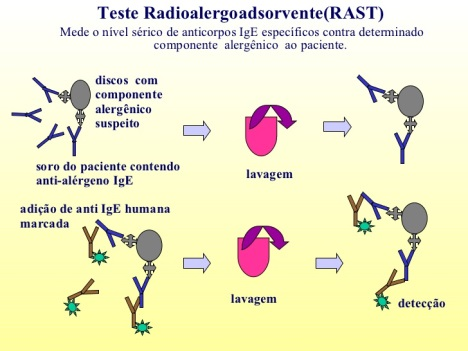 Teste Radioalergoadsorvente(RAST)
Mede o nível sérico de anticorpos IgE específicos contra determinado
componente alergênico ao paciente.
discos com
componente
alergênico
suspeito
soro do paciente contendo
anti-alérgeno IgE
lavagem
adição de anti IgE humana
marcada
lavagem
detecção